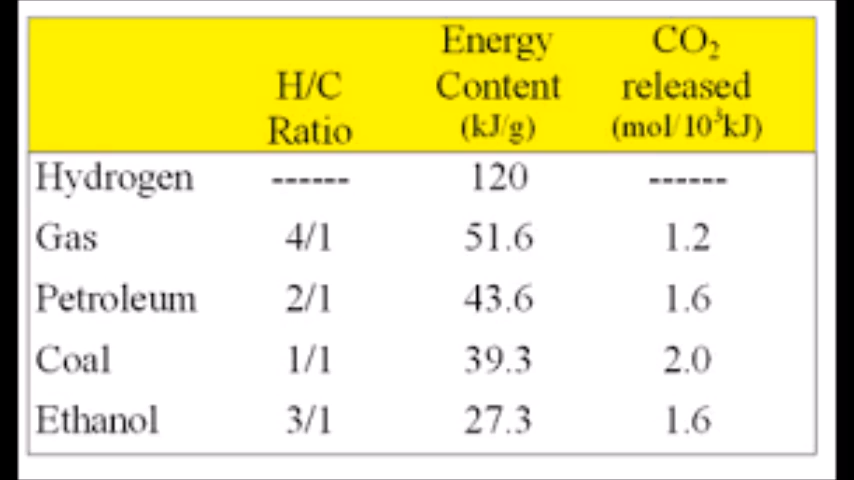 H/C Ratio Energy Content (kJ/g) CO₂ released (mol/10³kJ)
Hydrogen ------ 120 ------
Gas 4/1 51.6 1.2
Petroleum 2/1 43.6 1.6
Coal 1/1 39.3 2.0
Ethanol 3/1 27.3 1.6